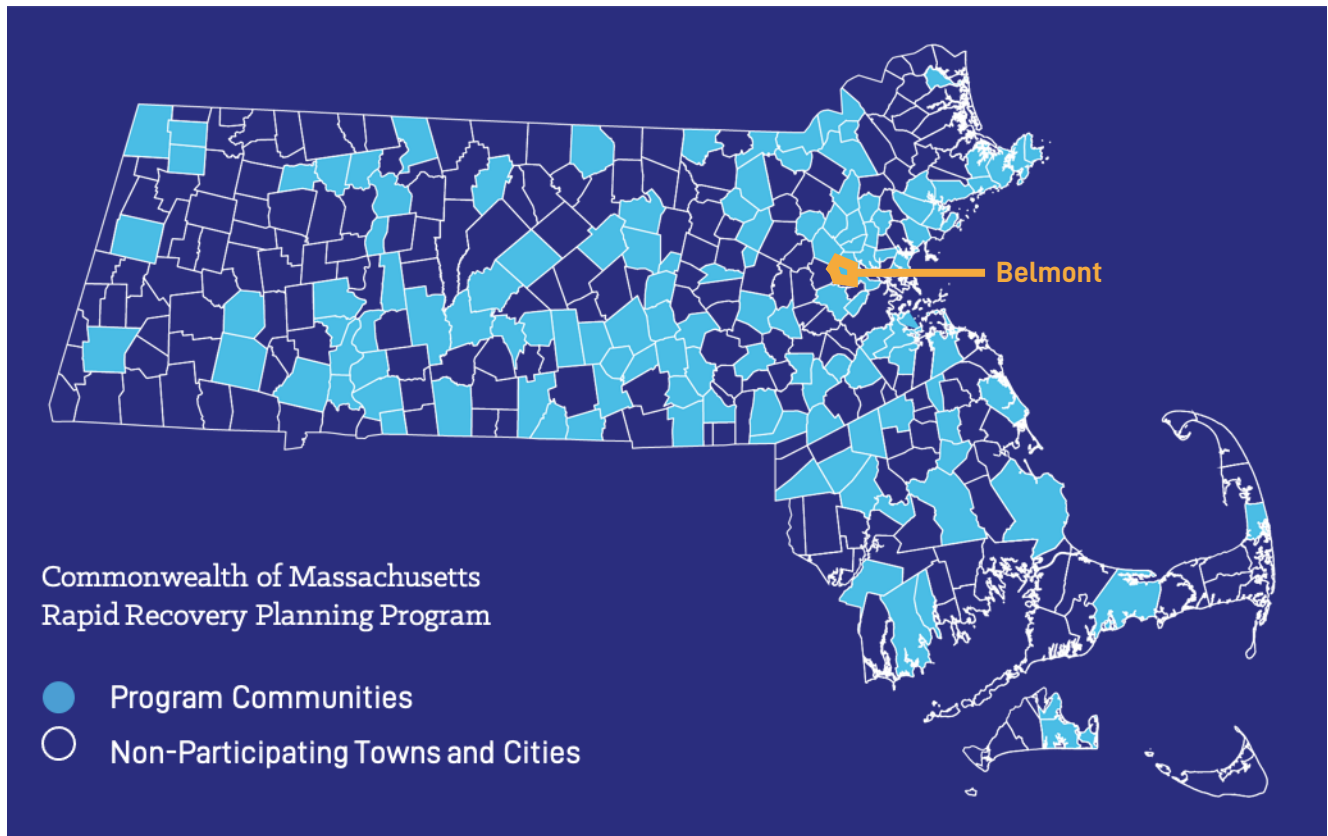 Belmont
Commonwealth of Massachusetts
Rapid Recovery Planning Program
Program Communities
Non-Participating Towns and Cities